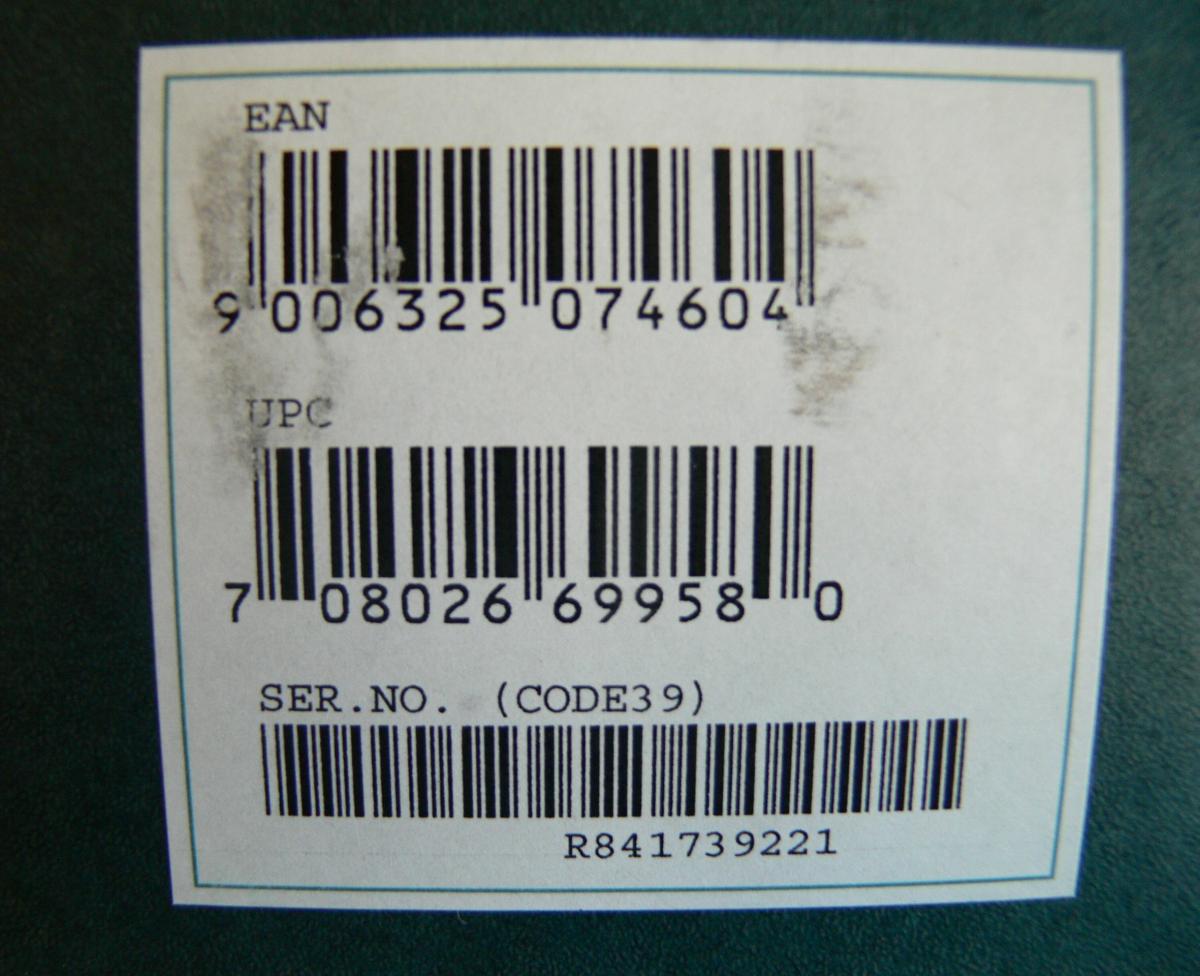 EAN
9 006325 074604
UPC
7 08026 69958 0
SER.NO. (CODE39)
R841739221